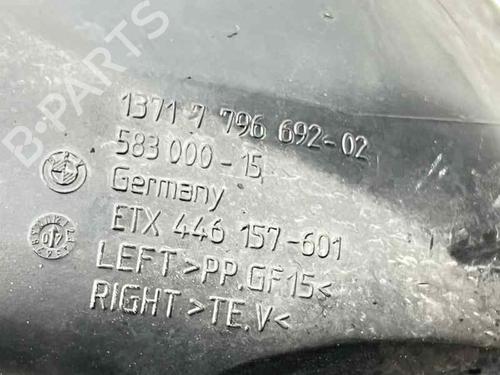 B-PARTS
1371 7 796 692-02
583 000-15
Germany
ETX 446 157-601
LEFT >PP.GF15<
RIGHT >TE.V<